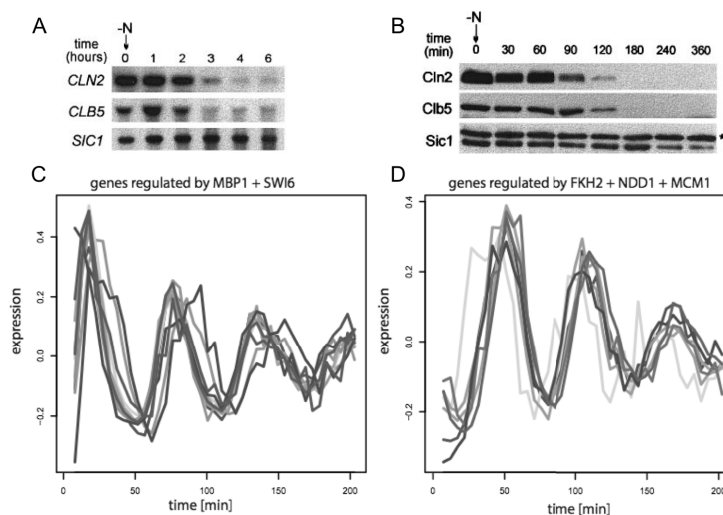 A
-N
time
(hours) 0 1 2 3 4 6
CLN2
CLB5
SIC1
B
-N
time
(min) 0 30 60 90 120 180 240 360
Cln2
Clb5
Sic1
*
C
genes regulated by MBP1 + SWI6
expression
0.4
0.2
0.0
-0.2
0 50 100 150 200
time [min]
D
genes regulated by FKH2 + NDD1 + MCM1
expression
0.4
0.2
0.0
-0.2
0 50 100 150 200
time [min]